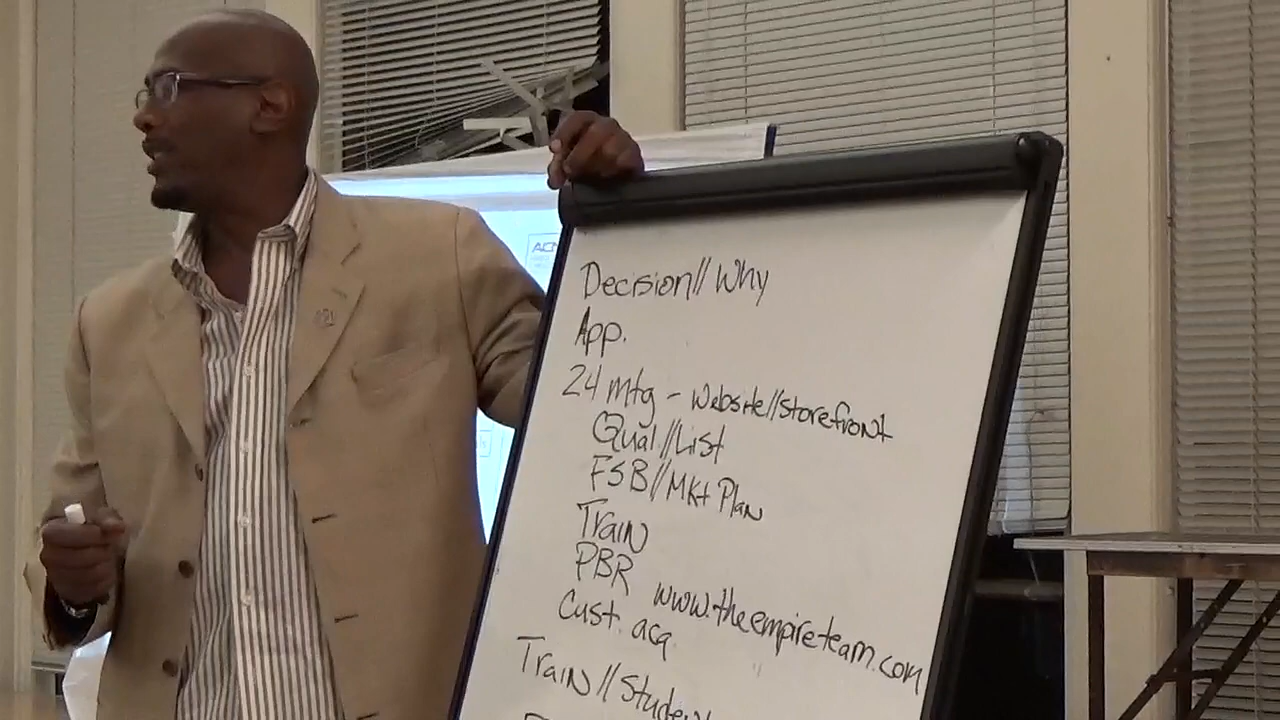 Decision// Why
App.
24 mtg - website//storefront
Qual//List
FSB//Mkt Plan
Train
PBR
www.theempireteam.com
Cust. acq
Train//Student